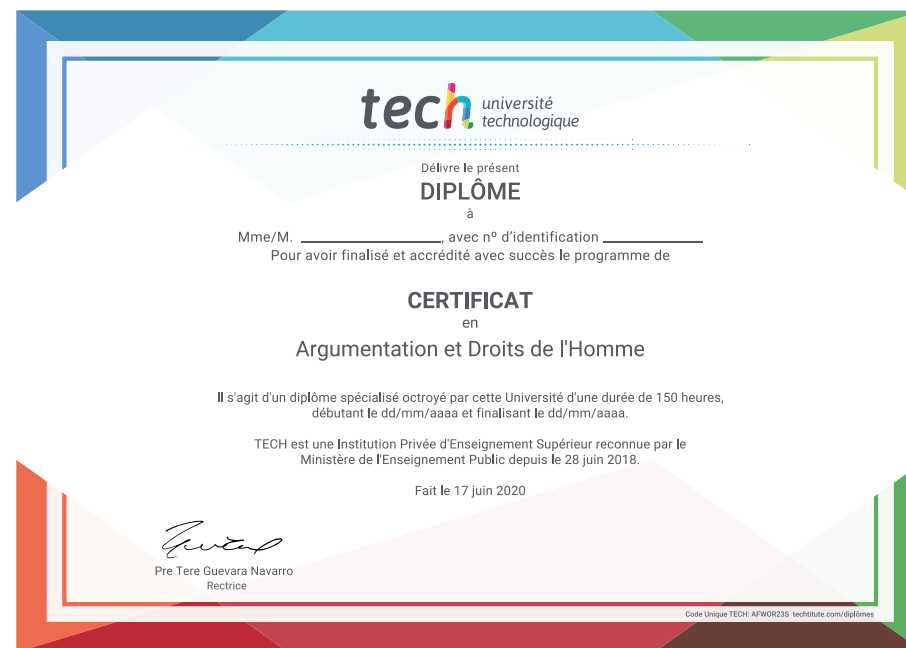 tech université
technologique
Délivre le présent
DIPLÔME
à
Mme/M. ____________________, avec nº d'identification ______________
Pour avoir finalisé et accrédité avec succès le programme de
CERTIFICAT
en
Argumentation et Droits de l'Homme
Il s'agit d'un diplôme spécialisé octroyé par cette Université d'une durée de 150 heures,
débutant le dd/mm/aaaa et finalisant le dd/mm/aaaa.
TECH est une Institution Privée d'Enseignement Supérieur reconnue par le
Ministère de l'Enseignement Public depuis le 28 juin 2018.
Fait le 17 juin 2020
Pre Tere Guevara Navarro
Rectrice
Code Unique TECH: AFWOR23S techtitute.com/diplômes